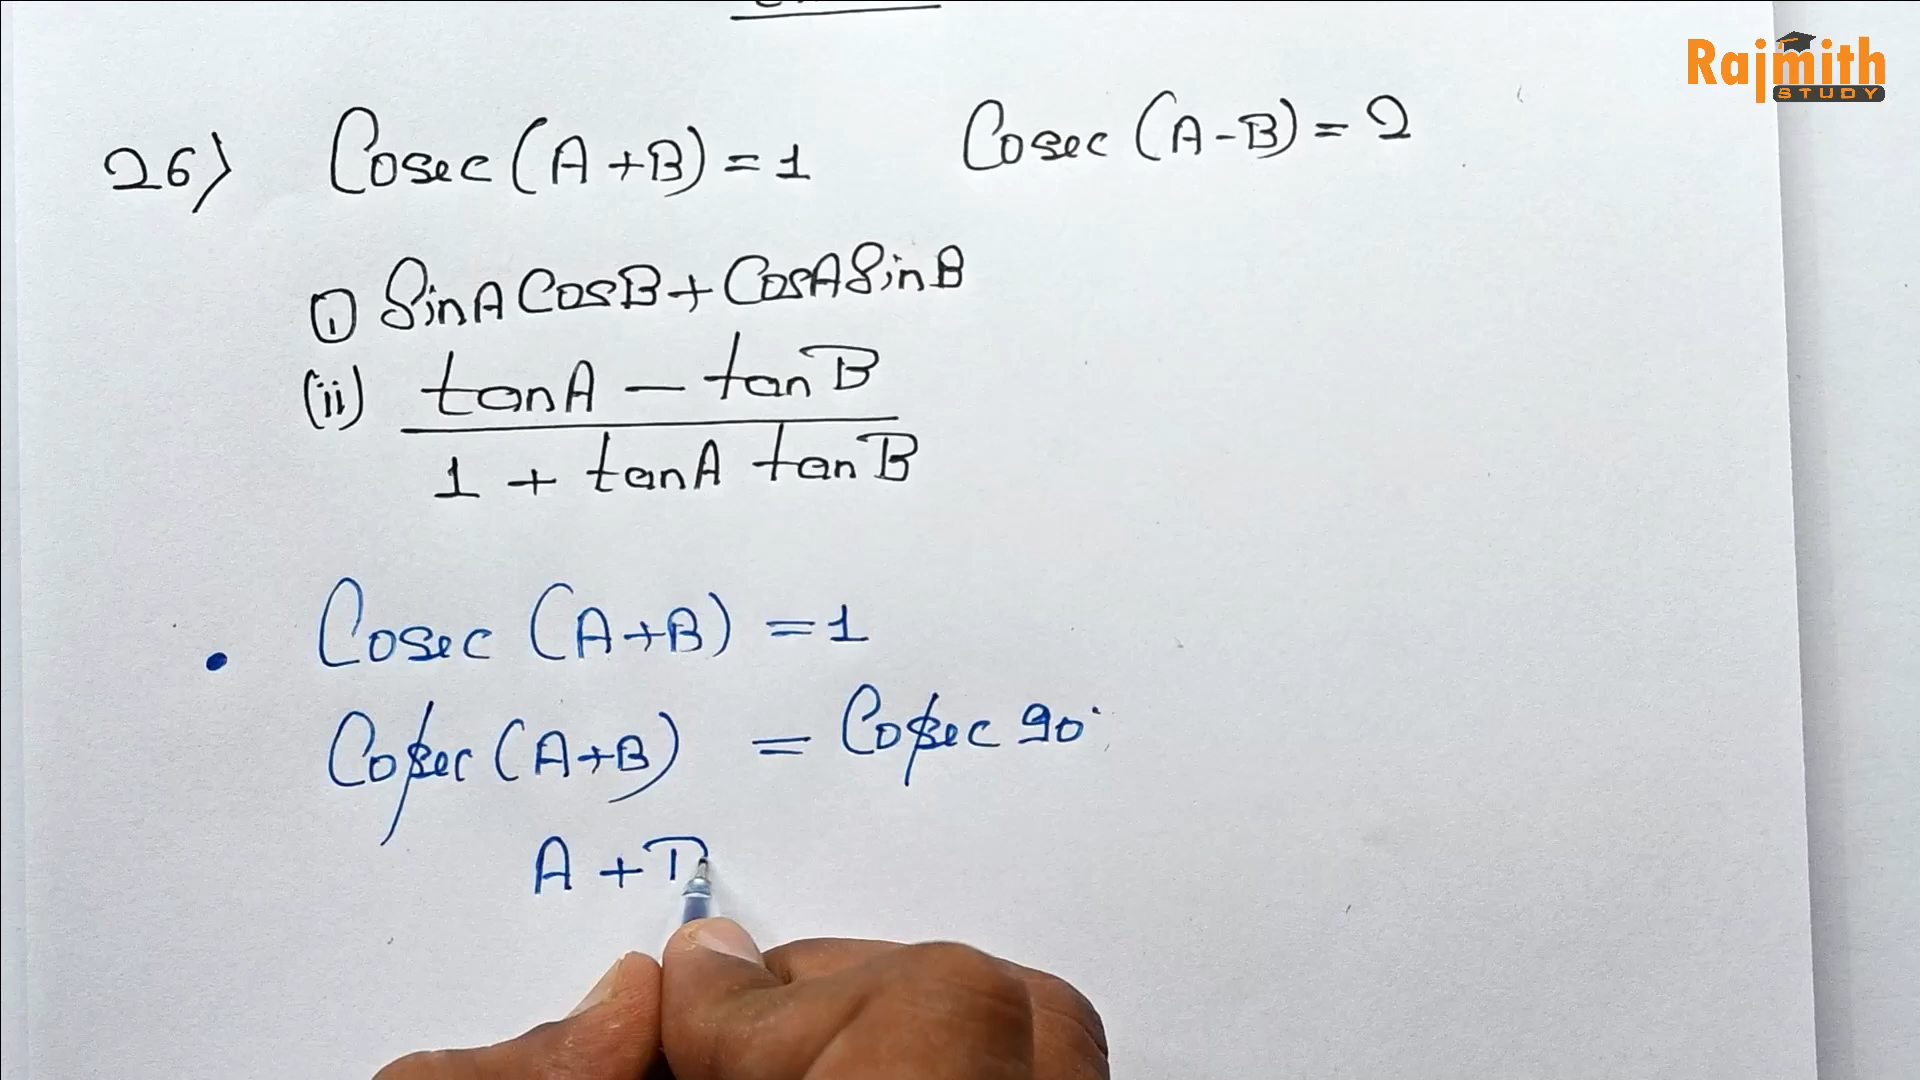 Rajmith
STUDY
26) Cosec (A+B) = 1 Cosec (A-B) = 2
(i) SinA CosB + CosA SinB
(ii) tanA - tanB
1 + tanA tanB
Cosec (A+B) = 1
Cosec (A+B) = Cosec 90°
A +